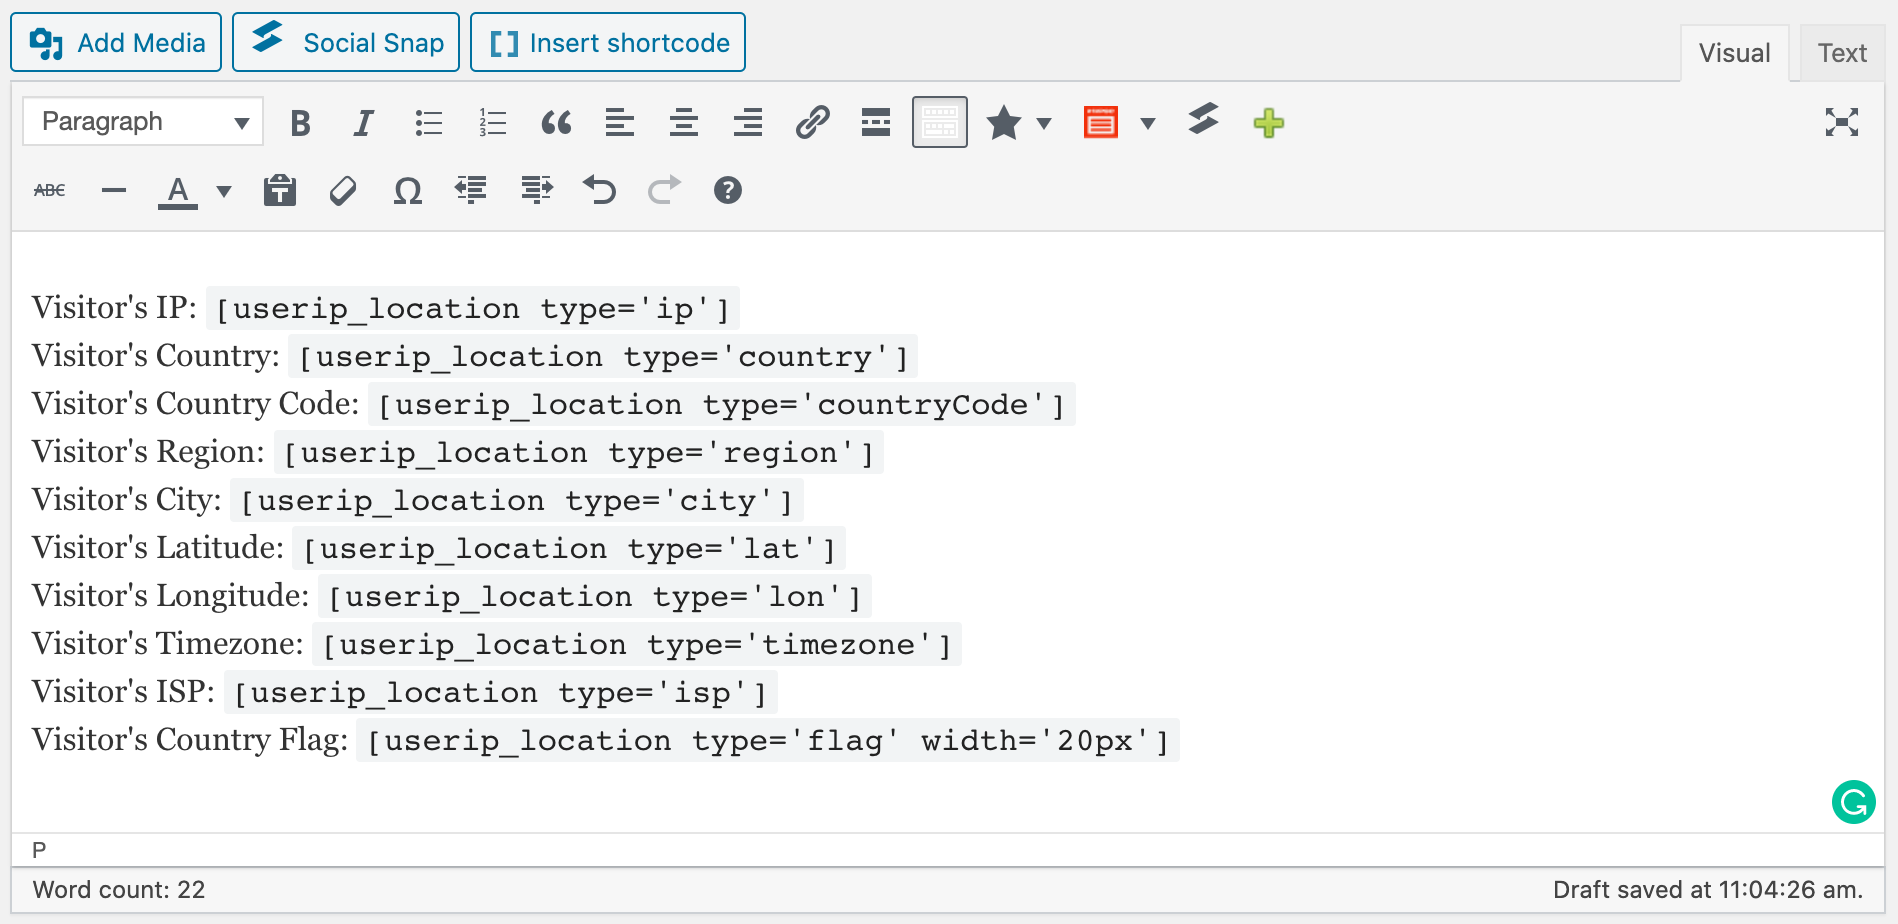 Add Media
Social Snap
[ ] Insert shortcode
Visual
Text
Paragraph
B
I
ABC
A
Ω
Visitor's IP: [userip_location type='ip']
Visitor's Country: [userip_location type='country']
Visitor's Country Code: [userip_location type='countryCode']
Visitor's Region: [userip_location type='region']
Visitor's City: [userip_location type='city']
Visitor's Latitude: [userip_location type='lat']
Visitor's Longitude: [userip_location type='lon']
Visitor's Timezone: [userip_location type='timezone']
Visitor's ISP: [userip_location type='isp']
Visitor's Country Flag: [userip_location type='flag' width='20px']
P
Word count: 22
Draft saved at 11:04:26 am.